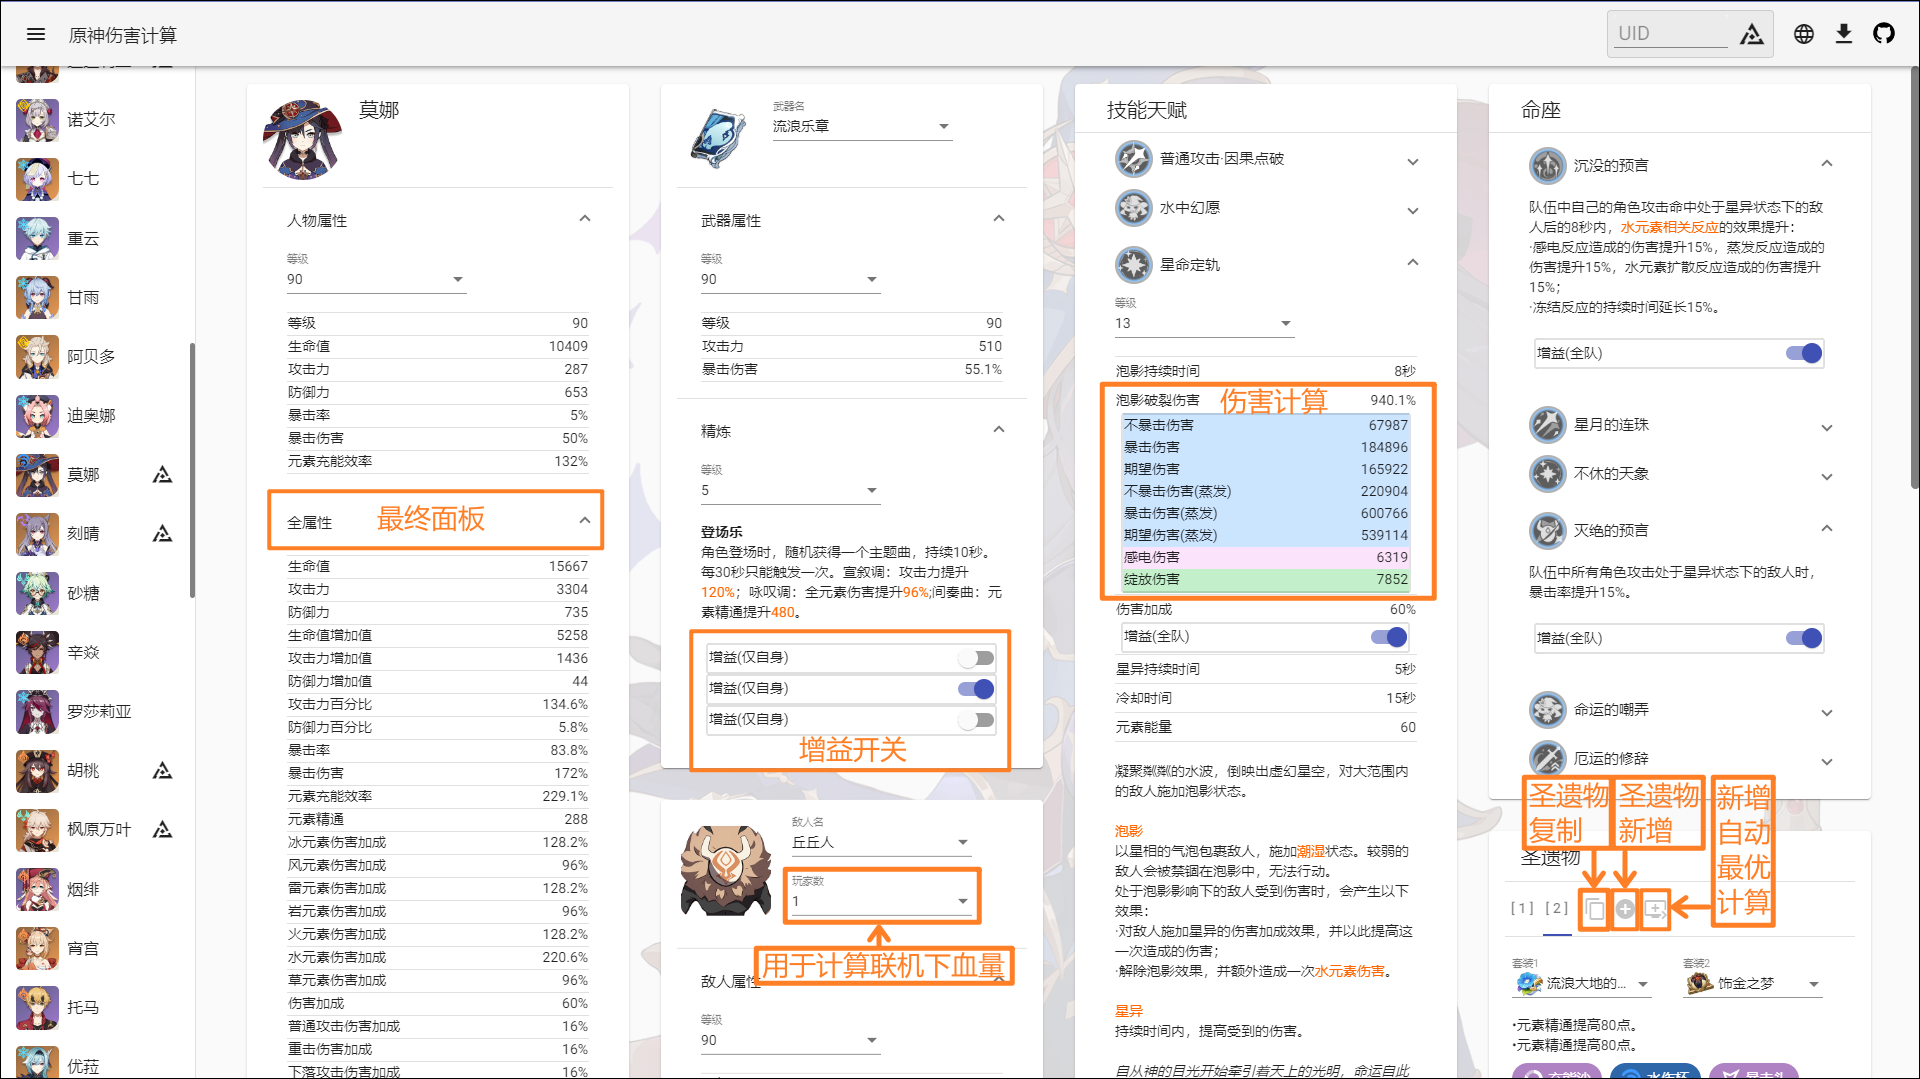 原神伤害计算
UID
诺艾尔
七七
重云
甘雨
阿贝多
迪奥娜
莫娜
刻晴
砂糖
辛焱
罗莎莉亚
胡桃
枫原万叶
烟绯
宵宫
托马
优菈
莫娜
人物属性
等级
90
等级 90
生命值 10409
攻击力 287
防御力 653
暴击率 5%
暴击伤害 50%
元素充能效率 132%
全属性
最终面板
生命值 15667
攻击力 3304
防御力 735
生命值增加值 5258
攻击力增加值 1436
防御力增加值 44
攻击力百分比 134.6%
防御力百分比 5.8%
暴击率 83.8%
暴击伤害 172%
元素充能效率 229.1%
元素精通 288
冰元素伤害加成 128.2%
风元素伤害加成 96%
雷元素伤害加成 128.2%
岩元素伤害加成 96%
火元素伤害加成 128.2%
水元素伤害加成 220.6%
草元素伤害加成 96%
伤害加成 60%
普通攻击伤害加成 16%
重击伤害加成 16%
下落攻击伤害加成 16%
武器名
流浪乐章
武器属性
等级
90
等级 90
攻击力 510
暴击伤害 55.1%
精炼
等级
5
登场乐
角色登场时，随机获得一个主题曲，持续10秒。
每30秒只能触发一次。宣叙调：攻击力提升
120%；咏叹调：全元素伤害提升96%;间奏曲：元
素精通提升480。
增益(仅自身)
增益(仅自身)
增益(仅自身)
增益开关
敌人名
丘丘人
玩家数
1
用于计算联机下血量
敌人属性
等级
90
技能天赋
普通攻击·因果点破
水中幻愿
星命定轨
等级
13
泡影持续时间 8秒
泡影破裂伤害 940.1%
伤害计算
不暴击伤害 67987
暴击伤害 184896
期望伤害 165922
不暴击伤害(蒸发) 220904
暴击伤害(蒸发) 600766
期望伤害(蒸发) 539114
感电伤害 6319
绽放伤害 7852
伤害加成 60%
增益(全队)
星异持续时间 5秒
冷却时间 15秒
元素能量 60
凝聚粼粼的水波，倒映出虚幻星空，对大范围内
的敌人施加泡影状态。
泡影
以星相的气泡包裹敌人，施加潮湿状态。较弱的
敌人会被禁锢在泡影中，无法行动。
处于泡影影响下的敌人受到伤害时，会产生以下
效果：
·对敌人施加星异的伤害加成效果，并以此提高这
一次造成的伤害；
·解除泡影效果，并额外造成一次水元素伤害。
星异
持续时间内，提高受到的伤害。
自从神的目光开始牵引着天上的光明，命运自此
命座
沉没的预言
队伍中自己的角色攻击命中处于星异状态下的敌
人后的8秒内，水元素相关反应的效果提升：
·感电反应造成的伤害提升15%，蒸发反应造成的
伤害提升15%，水元素扩散反应造成的伤害提升
15%；
·冻结反应的持续时间延长15%。
增益(全队)
星月的连珠
不休的天象
灭绝的预言
队伍中所有角色攻击处于星异状态下的敌人时，
暴击率提升15%。
增益(全队)
命运的嘲弄
厄运的修辞
圣遗物
复制
圣遗物
新增
新增
自动
最优
计算
圣遗物
[ 1 ] [ 2 ]
套装1
流浪大地的...
套装2
饰金之梦
·元素精通提高80点。
·元素精通提高80点。